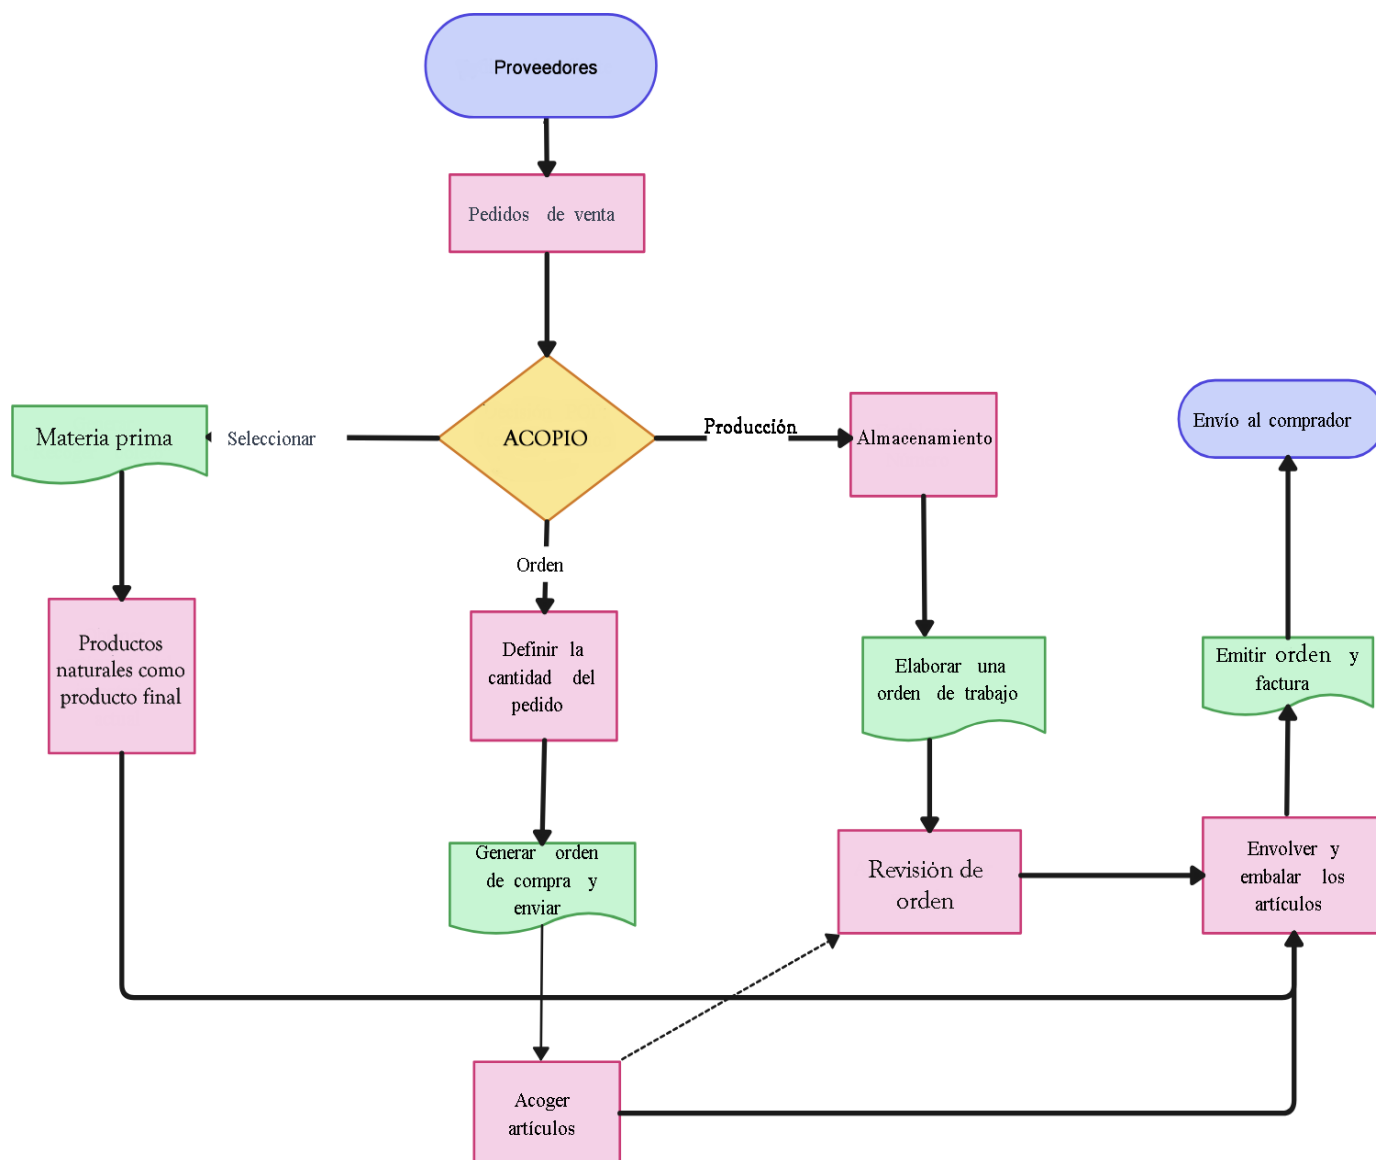 Proveedores
Pedidos de venta
ACOPIO
Seleccionar
Materia prima
Producción
Almacenamiento
Envío al comprador
Orden
Productos
naturales como
producto final
Definir la
cantidad del
pedido
Elaborar una
orden de trabajo
Emitir orden y
factura
Generar orden
de compra y
enviar
Revisión de
orden
Envolver y
embalar los
artículos
Acoger
artículos